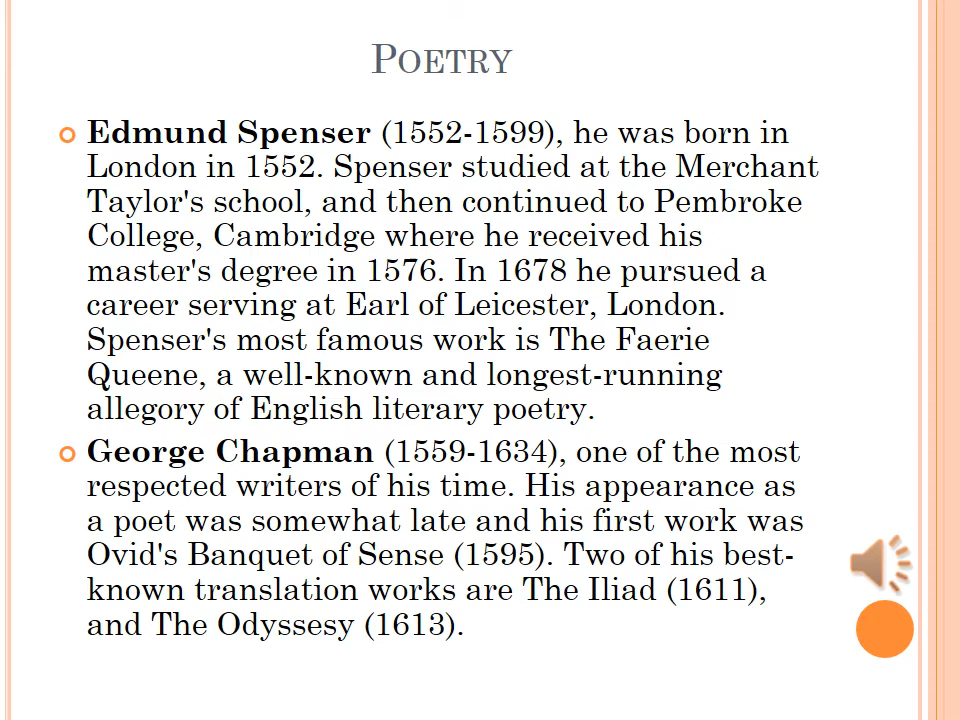 POETRY
Edmund Spenser (1552-1599), he was born in
London in 1552. Spenser studied at the Merchant
Taylor's school, and then continued to Pembroke
College, Cambridge where he received his
master's degree in 1576. In 1678 he pursued a
career serving at Earl of Leicester, London.
Spenser's most famous work is The Faerie
Queene, a well-known and longest-running
allegory of English literary poetry.
George Chapman (1559-1634), one of the most
respected writers of his time. His appearance as
a poet was somewhat late and his first work was
Ovid's Banquet of Sense (1595). Two of his best-
known translation works are The Iliad (1611),
and The Odyssesy (1613).